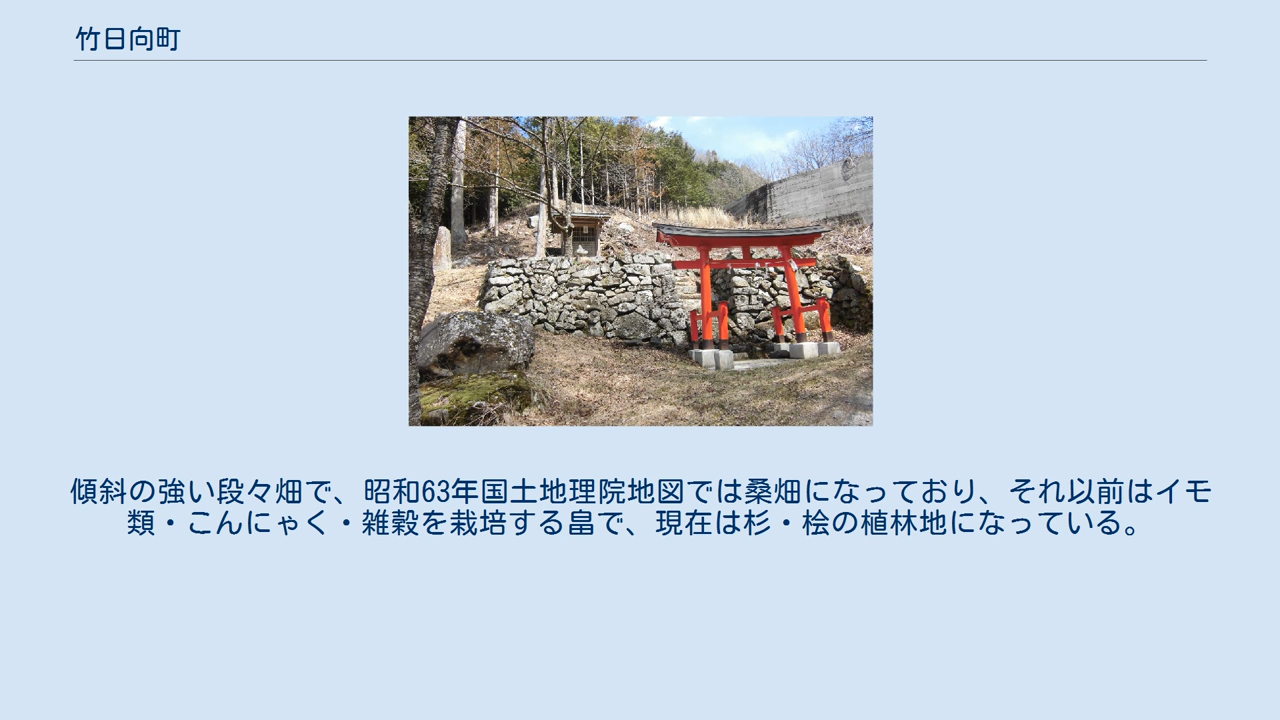 竹日向町
傾斜の強い段々畑で、昭和63年国土地理院地図では桑畑になっており、それ以前はイモ
類・こんにゃく・雑穀を栽培する畠で、現在は杉・桧の植林地になっている。